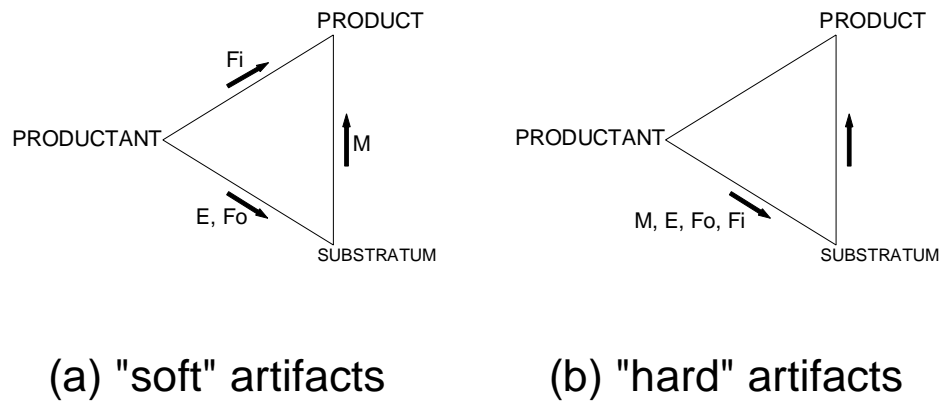 PRODUCT
Fi
PRODUCTANT
M
E, Fo
SUBSTRATUM
(a) "soft" artifacts
PRODUCT
PRODUCTANT
M, E, Fo, Fi
SUBSTRATUM
(b) "hard" artifacts